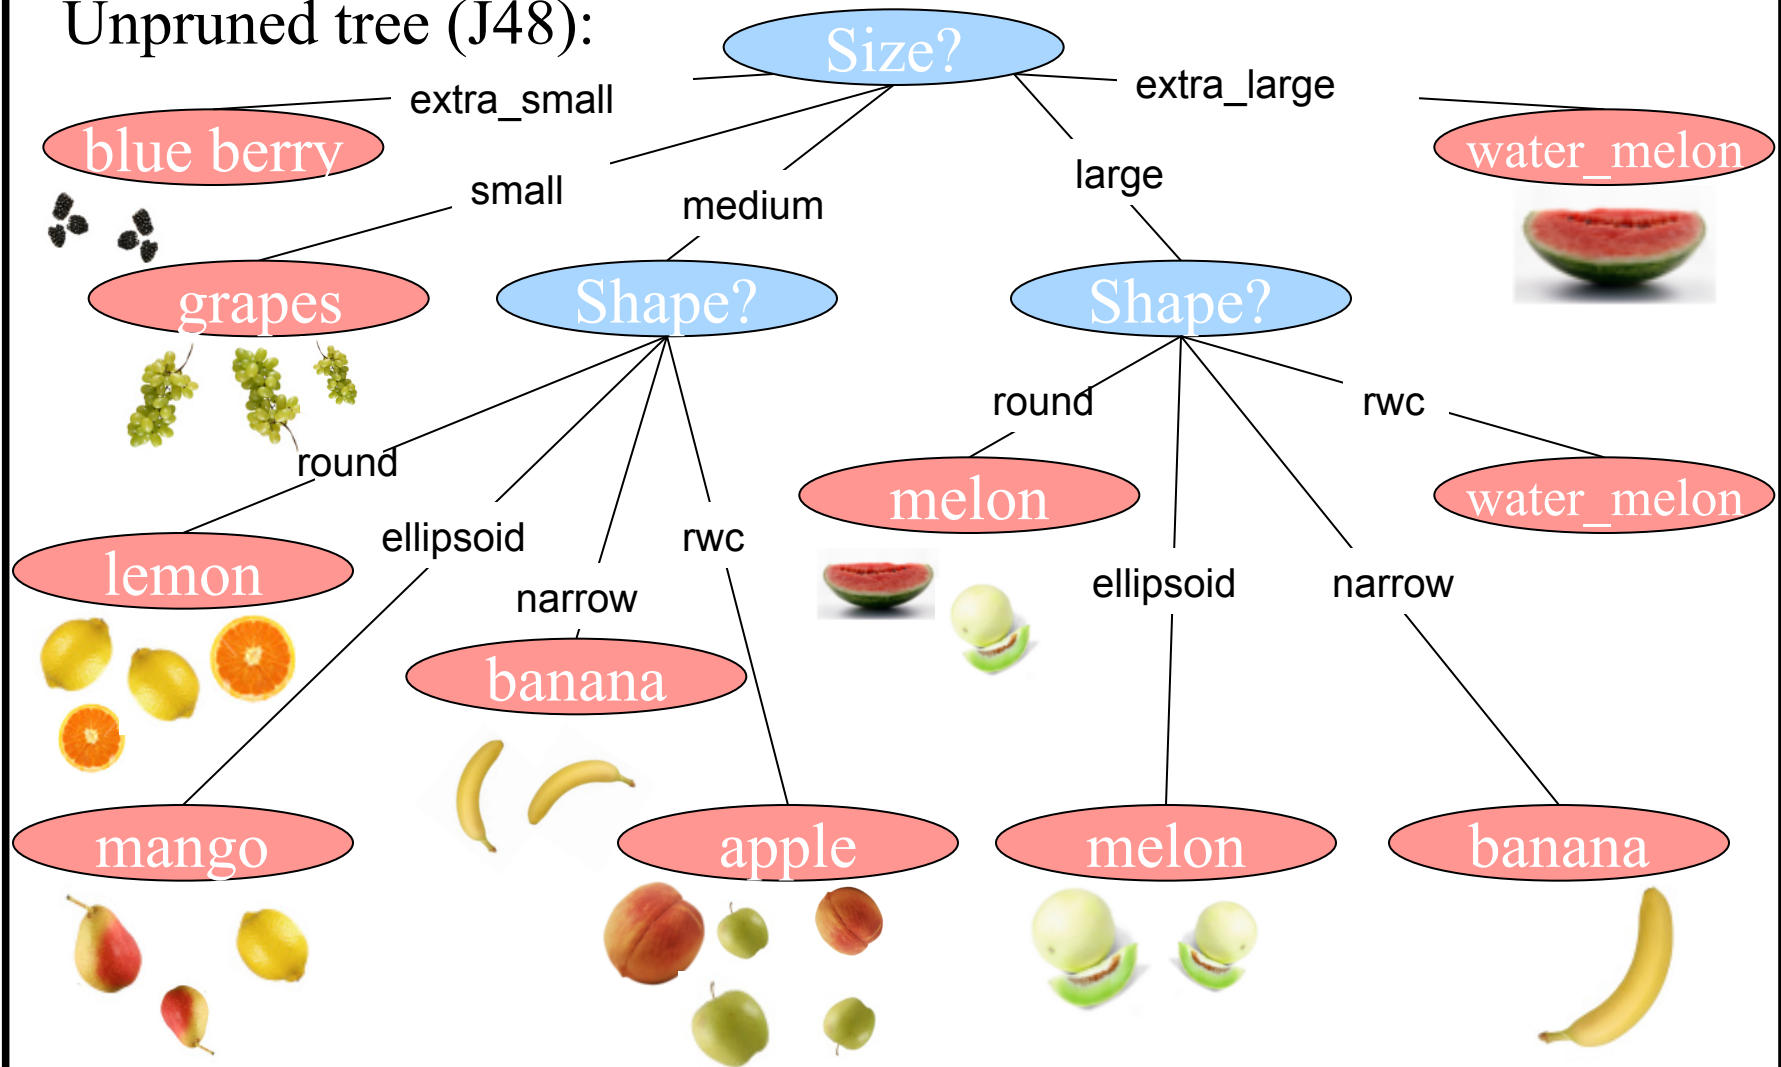 Unpruned tree (J48):
Size?
extra_small
extra_large
blue berry
water_melon
small
medium
large
grapes
Shape?
Shape?
round
round
rwc
melon
water_melon
ellipsoid
rwc
lemon
narrow
ellipsoid
narrow
banana
mango
apple
melon
banana